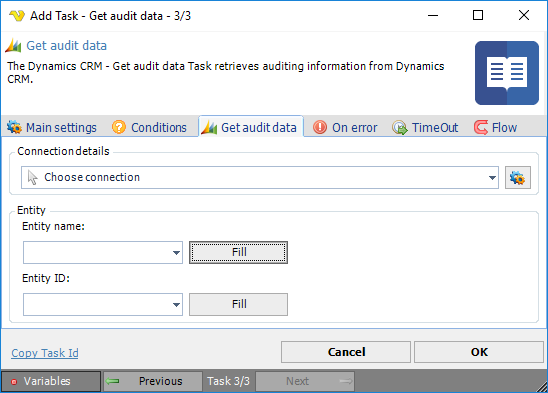 Add Task - Get audit data - 3/3
Get audit data
The Dynamics CRM - Get audit data Task retrieves auditing information from Dynamics
CRM.
Main settings Conditions Get audit data On error TimeOut Flow
Connection details
Choose connection
Entity
Entity name:
Fill
Entity ID:
Fill
Copy Task Id Cancel OK
Variables Previous Task 3/3 Next